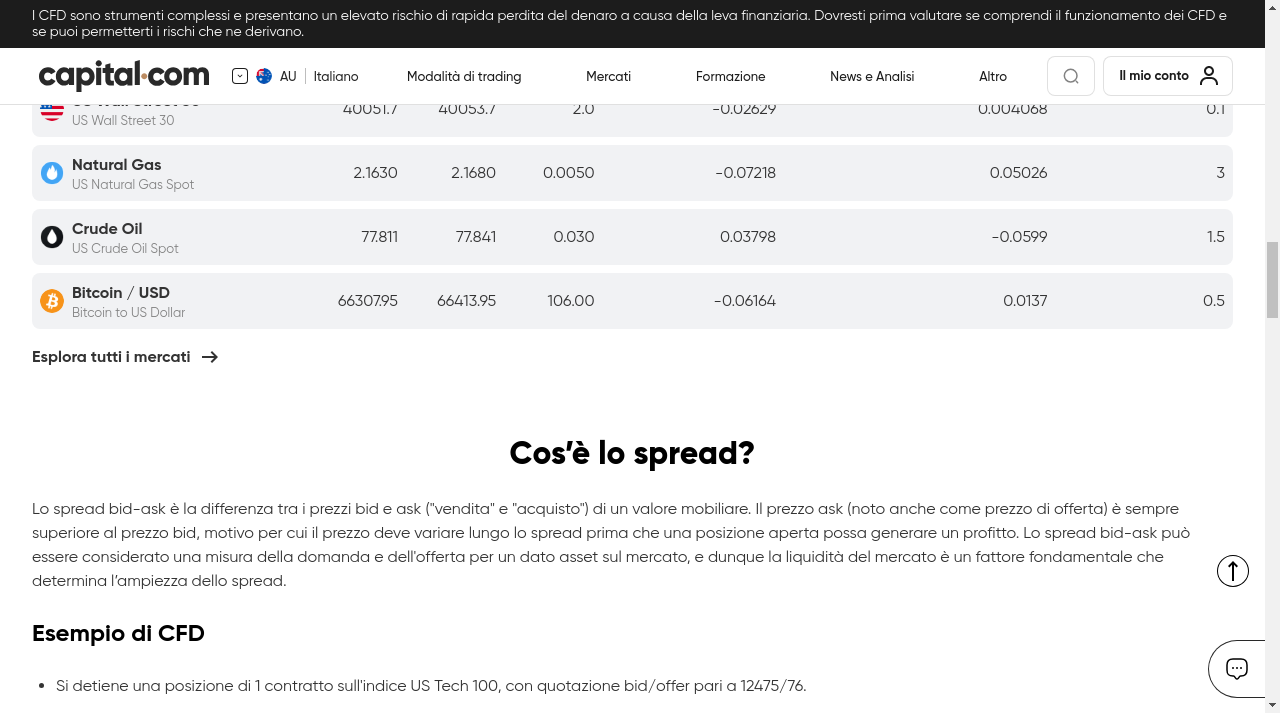 I CFD sono strumenti complessi e presentano un elevato rischio di rapida perdita del denaro a causa della leva finanziaria. Dovresti prima valutare se comprendi il funzionamento dei CFD e
se puoi permetterti i rischi che ne derivano.
capital.com
AU
Italiano
Modalità di trading
Mercati
Formazione
News e Analisi
Altro
Il mio conto
US Wall Street 30
40051.7
40053.7
2.0
-0.02629
0.004068
0.1
US Wall Street 30
Natural Gas
2.1630
2.1680
0.0050
-0.07218
0.05026
3
US Natural Gas Spot
Crude Oil
77.811
77.841
0.030
0.03798
-0.0599
1.5
US Crude Oil Spot
Bitcoin / USD
66307.95
66413.95
106.00
-0.06164
0.0137
0.5
Bitcoin to US Dollar
Esplora tutti i mercati
Cos’è lo spread?
Lo spread bid-ask è la differenza tra i prezzi bid e ask ("vendita" e "acquisto") di un valore mobiliare. Il prezzo ask (noto anche come prezzo di offerta) è sempre
superiore al prezzo bid, motivo per cui il prezzo deve variare lungo lo spread prima che una posizione aperta possa generare un profitto. Lo spread bid-ask può
essere considerato una misura della domanda e dell'offerta per un dato asset sul mercato, e dunque la liquidità del mercato è un fattore fondamentale che
determina l’ampiezza dello spread.
Esempio di CFD
Si detiene una posizione di 1 contratto sull'indice US Tech 100, con quotazione bid/offer pari a 12475/76.